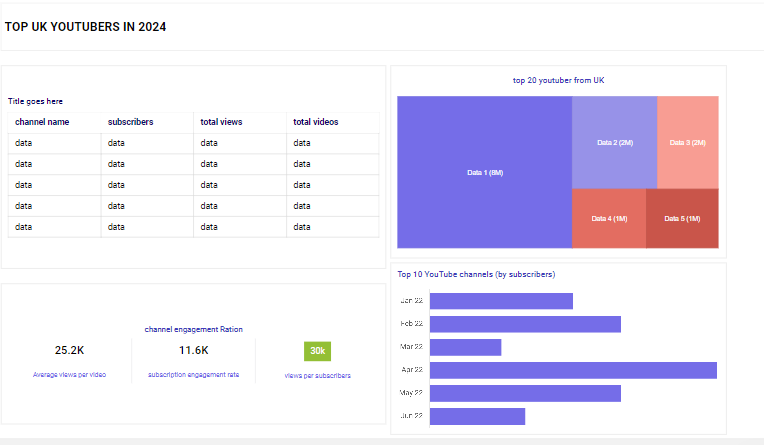 TOP UK YOUTUBERS IN 2024
Title goes here
channel name subscribers total views total videos
data data data data
data data data data
data data data data
data data data data
data data data data
top 20 youtuber from UK
Data 1 (8M)
Data 2 (2M)
Data 3 (2M)
Data 4 (1M)
Data 5 (1M)
channel engagement Ration
25.2K
Average views per video
11.6K
subscription engagement rate
30k
views per subscribers
Top 10 YouTube channels (by subscribers)
Jan 22
Feb 22
Mar 22
Apr 22
May 22
Jun 22